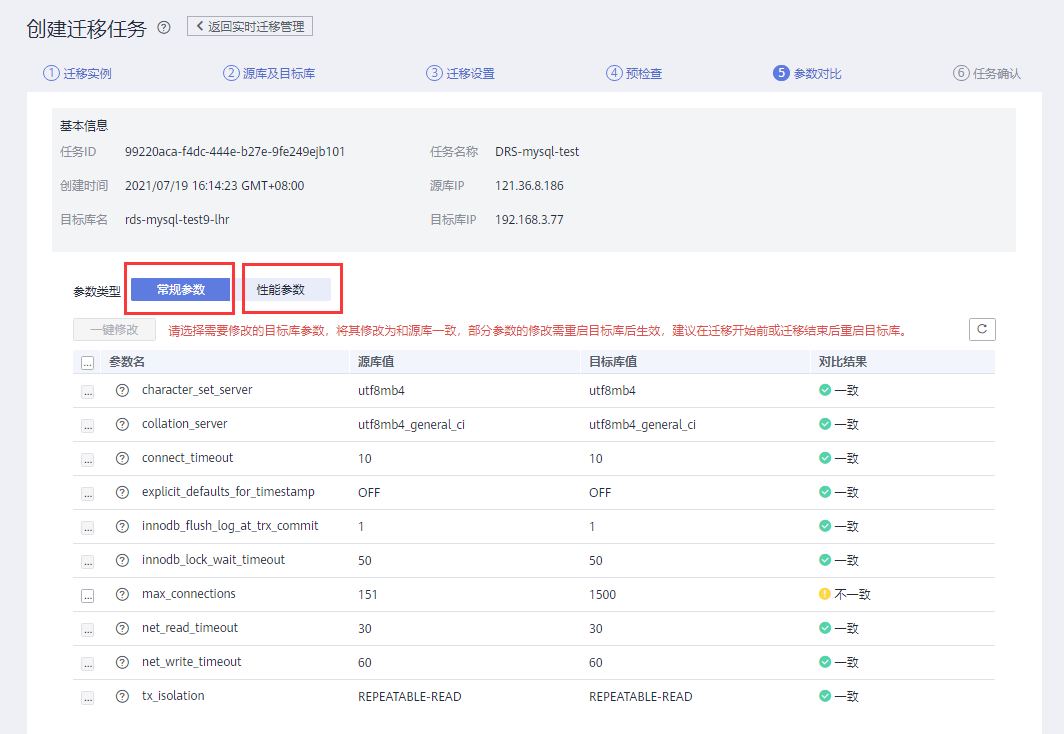 创建迁移任务 ? < 返回实时迁移管理
1 迁移实例 2 源库及目标库 3 迁移设置 4 预检查 5 参数对比 6 任务确认
基本信息
任务ID 99220aca-f4dc-444e-b27e-9fe249ejb101 任务名称 DRS-mysql-test
创建时间 2021/07/19 16:14:23 GMT+08:00 源库IP 121.36.8.186
目标库名 rds-mysql-test9-lhr 目标库IP 192.168.3.77
参数类型 常规参数 性能参数
一键修改 请选择需要修改的目标库参数，将其修改为和源库一致，部分参数的修改需重启目标库后生效，建议在迁移开始前或迁移结束后重启目标库。
... 参数名 源库值 目标库值 对比结果
... ? character_set_server utf8mb4 utf8mb4 一致
... ? collation_server utf8mb4_general_ci utf8mb4_general_ci 一致
... ? connect_timeout 10 10 一致
... ? explicit_defaults_for_timestamp OFF OFF 一致
... ? innodb_flush_log_at_trx_commit 1 1 一致
... ? innodb_lock_wait_timeout 50 50 一致
... ? max_connections 151 1500 不一致
... ? net_read_timeout 30 30 一致
... ? net_write_timeout 60 60 一致
... ? tx_isolation REPEATABLE-READ REPEATABLE-READ 一致